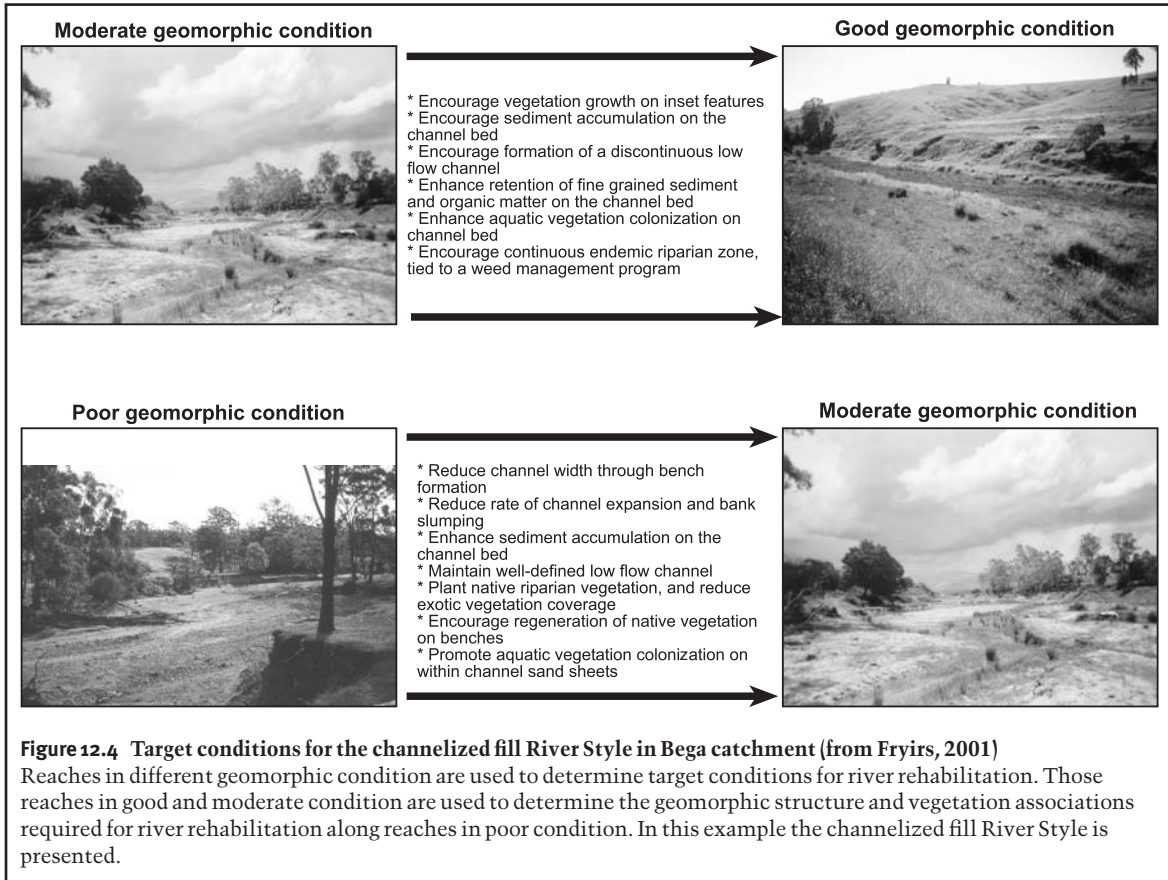 Moderate geomorphic condition
Good geomorphic condition
* Encourage vegetation growth on inset features
* Encourage sediment accumulation on the
channel bed
* Encourage formation of a discontinuous low
flow channel
* Enhance retention of fine grained sediment
and organic matter on the channel bed
* Enhance aquatic vegetation colonization on
channel bed
* Encourage continuous endemic riparian zone,
tied to a weed management program
Poor geomorphic condition
Moderate geomorphic condition
* Reduce channel width through bench
formation
* Reduce rate of channel expansion and bank
slumping
* Enhance sediment accumulation on the
channel bed
* Maintain well-defined low flow channel
* Plant native riparian vegetation, and reduce
exotic vegetation coverage
* Encourage regeneration of native vegetation
on benches
* Promote aquatic vegetation colonization on
within channel sand sheets
Figure 12.4 Target conditions for the channelized fill River Style in Bega catchment (from Fryirs, 2001)
Reaches in different geomorphic condition are used to determine target conditions for river rehabilitation. Those
reaches in good and moderate condition are used to determine the geomorphic structure and vegetation associations
required for river rehabilitation along reaches in poor condition. In this example the channelized fill River Style is
presented.